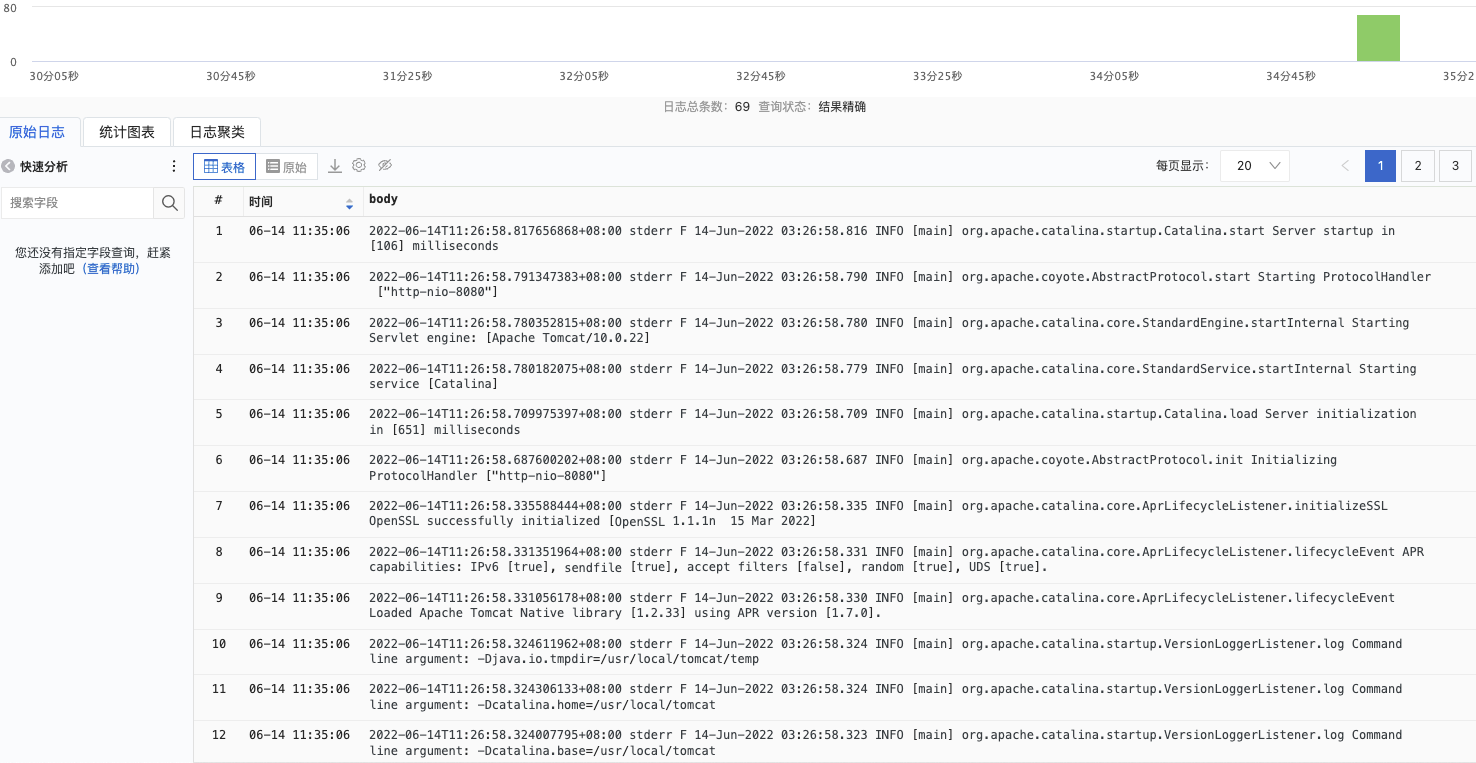 80
0
30分05秒 30分45秒 31分25秒 32分05秒 32分45秒 33分25秒 34分05秒 34分45秒 35分2
日志总条数: 69 查询状态: 结果精确
原始日志 统计图表 日志聚类
快速分析 表格 原始 每页显示: 20 1 2 3
搜索字段
您还没有指定字段查询, 赶紧
添加吧 (查看帮助)
# 时间 body
1 06-14 11:35:06 2022-06-14T11:26:58.817656868+08:00 stderr F 14-Jun-2022 03:26:58.816 INFO [main] org.apache.catalina.startup.Catalina.start Server startup in
[106] milliseconds
2 06-14 11:35:06 2022-06-14T11:26:58.791347383+08:00 stderr F 14-Jun-2022 03:26:58.790 INFO [main] org.apache.coyote.AbstractProtocol.start Starting ProtocolHandler
["http-nio-8080"]
3 06-14 11:35:06 2022-06-14T11:26:58.780352815+08:00 stderr F 14-Jun-2022 03:26:58.780 INFO [main] org.apache.catalina.core.StandardEngine.startInternal Starting
Servlet engine: [Apache Tomcat/10.0.22]
4 06-14 11:35:06 2022-06-14T11:26:58.780182075+08:00 stderr F 14-Jun-2022 03:26:58.779 INFO [main] org.apache.catalina.core.StandardService.startInternal Starting
service [Catalina]
5 06-14 11:35:06 2022-06-14T11:26:58.709975397+08:00 stderr F 14-Jun-2022 03:26:58.709 INFO [main] org.apache.catalina.startup.Catalina.load Server initialization
in [651] milliseconds
6 06-14 11:35:06 2022-06-14T11:26:58.687600202+08:00 stderr F 14-Jun-2022 03:26:58.687 INFO [main] org.apache.coyote.AbstractProtocol.init Initializing
ProtocolHandler ["http-nio-8080"]
7 06-14 11:35:06 2022-06-14T11:26:58.335588444+08:00 stderr F 14-Jun-2022 03:26:58.335 INFO [main] org.apache.catalina.core.AprLifecycleListener.initializeSSL
OpenSSL successfully initialized [OpenSSL 1.1.1n  15 Mar 2022]
8 06-14 11:35:06 2022-06-14T11:26:58.331351964+08:00 stderr F 14-Jun-2022 03:26:58.331 INFO [main] org.apache.catalina.core.AprLifecycleListener.lifecycleEvent APR
capabilities: IPv6 [true], sendfile [true], accept filters [false], random [true], UDS [true].
9 06-14 11:35:06 2022-06-14T11:26:58.331056178+08:00 stderr F 14-Jun-2022 03:26:58.330 INFO [main] org.apache.catalina.core.AprLifecycleListener.lifecycleEvent
Loaded Apache Tomcat Native library [1.2.33] using APR version [1.7.0].
10 06-14 11:35:06 2022-06-14T11:26:58.324611962+08:00 stderr F 14-Jun-2022 03:26:58.324 INFO [main] org.apache.catalina.startup.VersionLoggerListener.log Command
line argument: -Djava.io.tmpdir=/usr/local/tomcat/temp
11 06-14 11:35:06 2022-06-14T11:26:58.324306133+08:00 stderr F 14-Jun-2022 03:26:58.324 INFO [main] org.apache.catalina.startup.VersionLoggerListener.log Command
line argument: -Dcatalina.home=/usr/local/tomcat
12 06-14 11:35:06 2022-06-14T11:26:58.324007795+08:00 stderr F 14-Jun-2022 03:26:58.323 INFO [main] org.apache.catalina.startup.VersionLoggerListener.log Command
line argument: -Dcatalina.base=/usr/local/tomcat